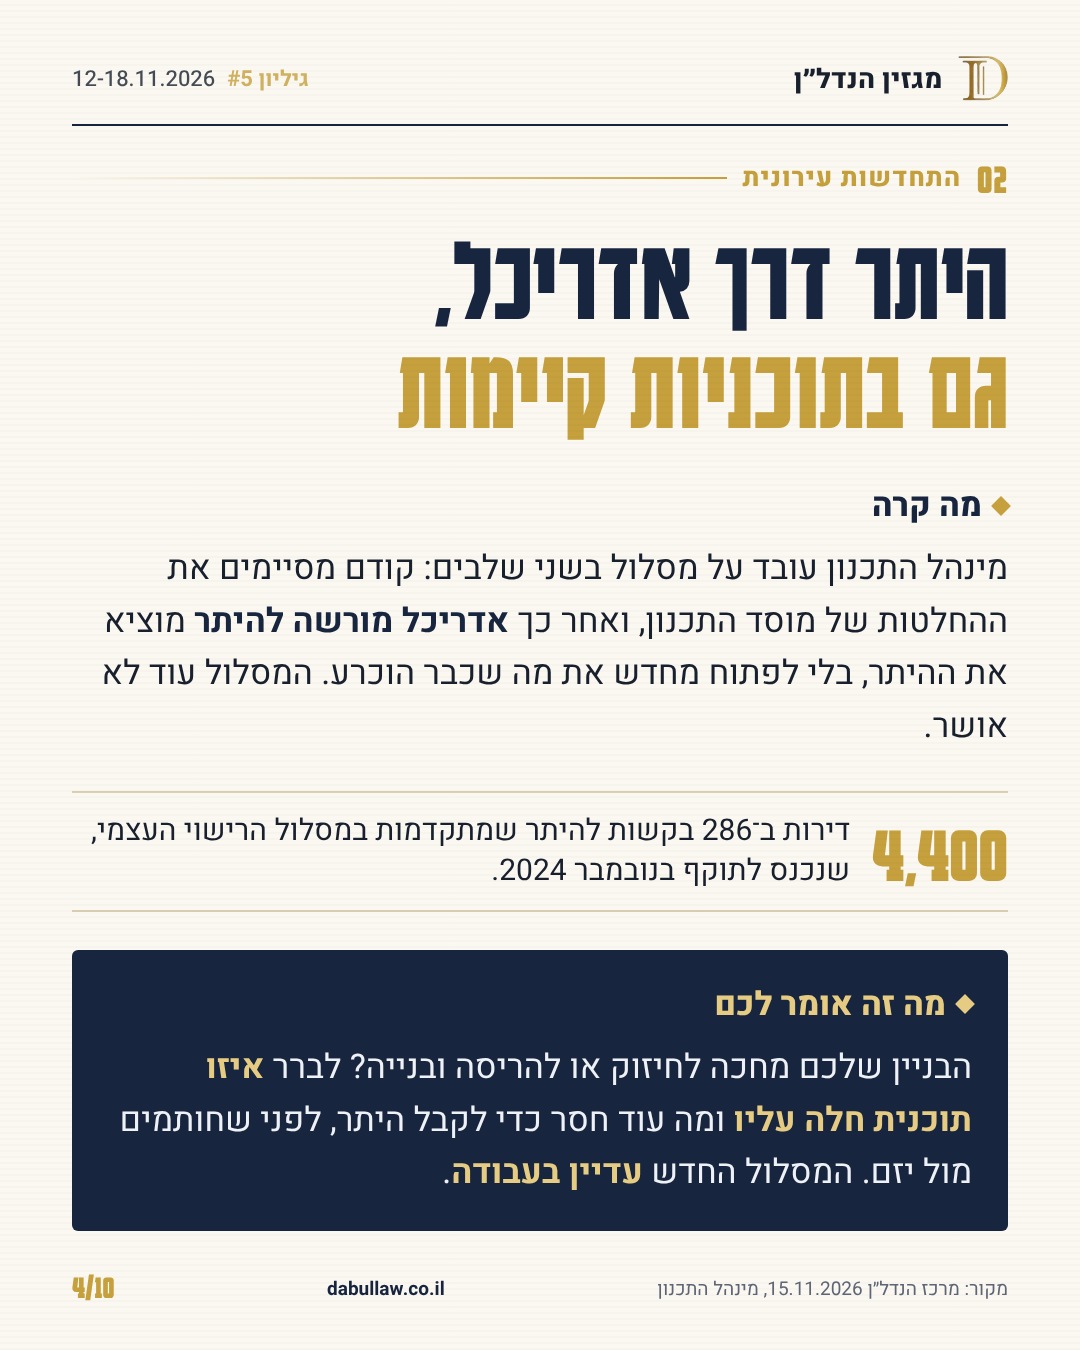 מגזין הנדל"ן
גיליון #5 12-18.11.2026
02 התחדשות עירונית
היתר דרך אדריכל,
גם בתוכניות קיימות
מה קרה
מינהל התכנון עובד על מסלול בשני שלבים: קודם מסיימים את
ההחלטות של מוסד התכנון, ואחר כך אדריכל מורשה להיתר מוציא
את ההיתר, בלי לפתוח מחדש את מה שכבר הוכרע. המסלול עוד לא
אושר.
4,400
דירות ב־286 בקשות להיתר שמתקדמות במסלול הרישוי העצמי,
שנכנס לתוקף בנובמבר 2024.
מה זה אומר לכם
הבניין שלכם מחכה לחיזוק או להריסה ובנייה? לברר איזו
תוכנית חלה עליו ומה עוד חסר כדי לקבל היתר, לפני שחותמים
מול יזם. המסלול החדש עדיין בעבודה.
מקור: מרכז הנדל"ן 15.11.2026, מינהל התכנון
dabullaw.co.il
4/10